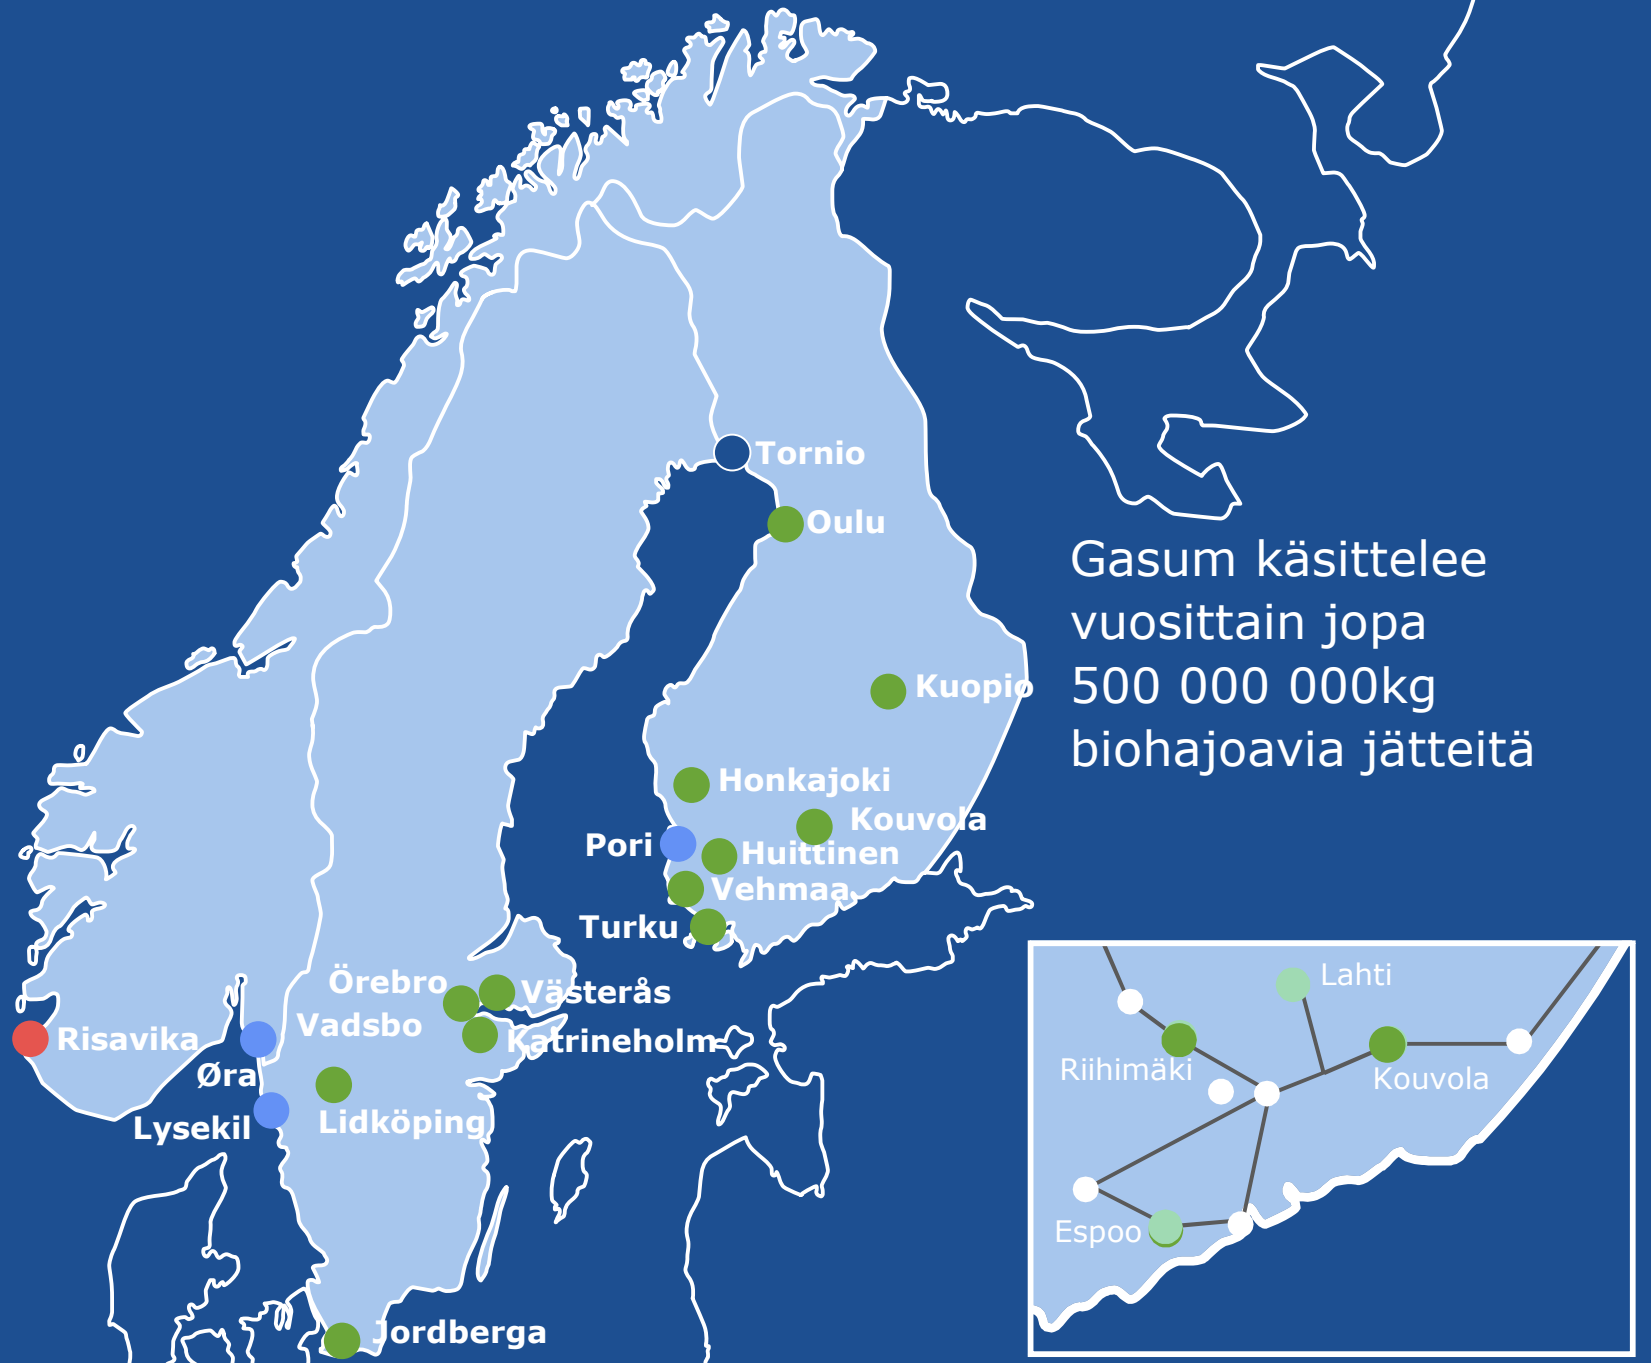 Tornio
Oulu
Gasum käsittelee
vuosittain jopa
500 000 000kg
biohajoavia jätteitä
Kuopio
Honkajoki
Kouvola
Pori
Huittinen
Vehmaa
Turku
Örebro
Västerås
Vadsbo
Katrineholm
Risavika
Øra
Lysekil
Lidköping
Jordberga
Lahti
Riihimäki
Kouvola
Espoo